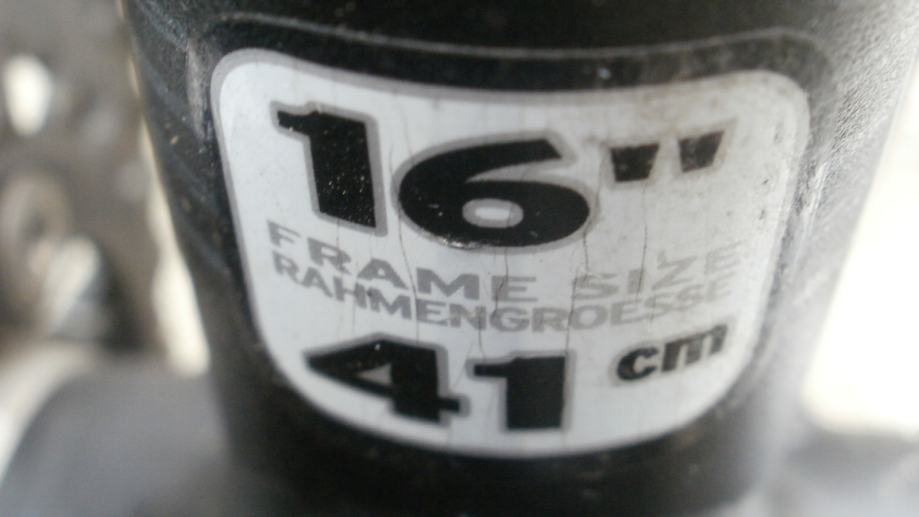 16"
FRAME SIZE
RAHMENGROESSE
41 cm